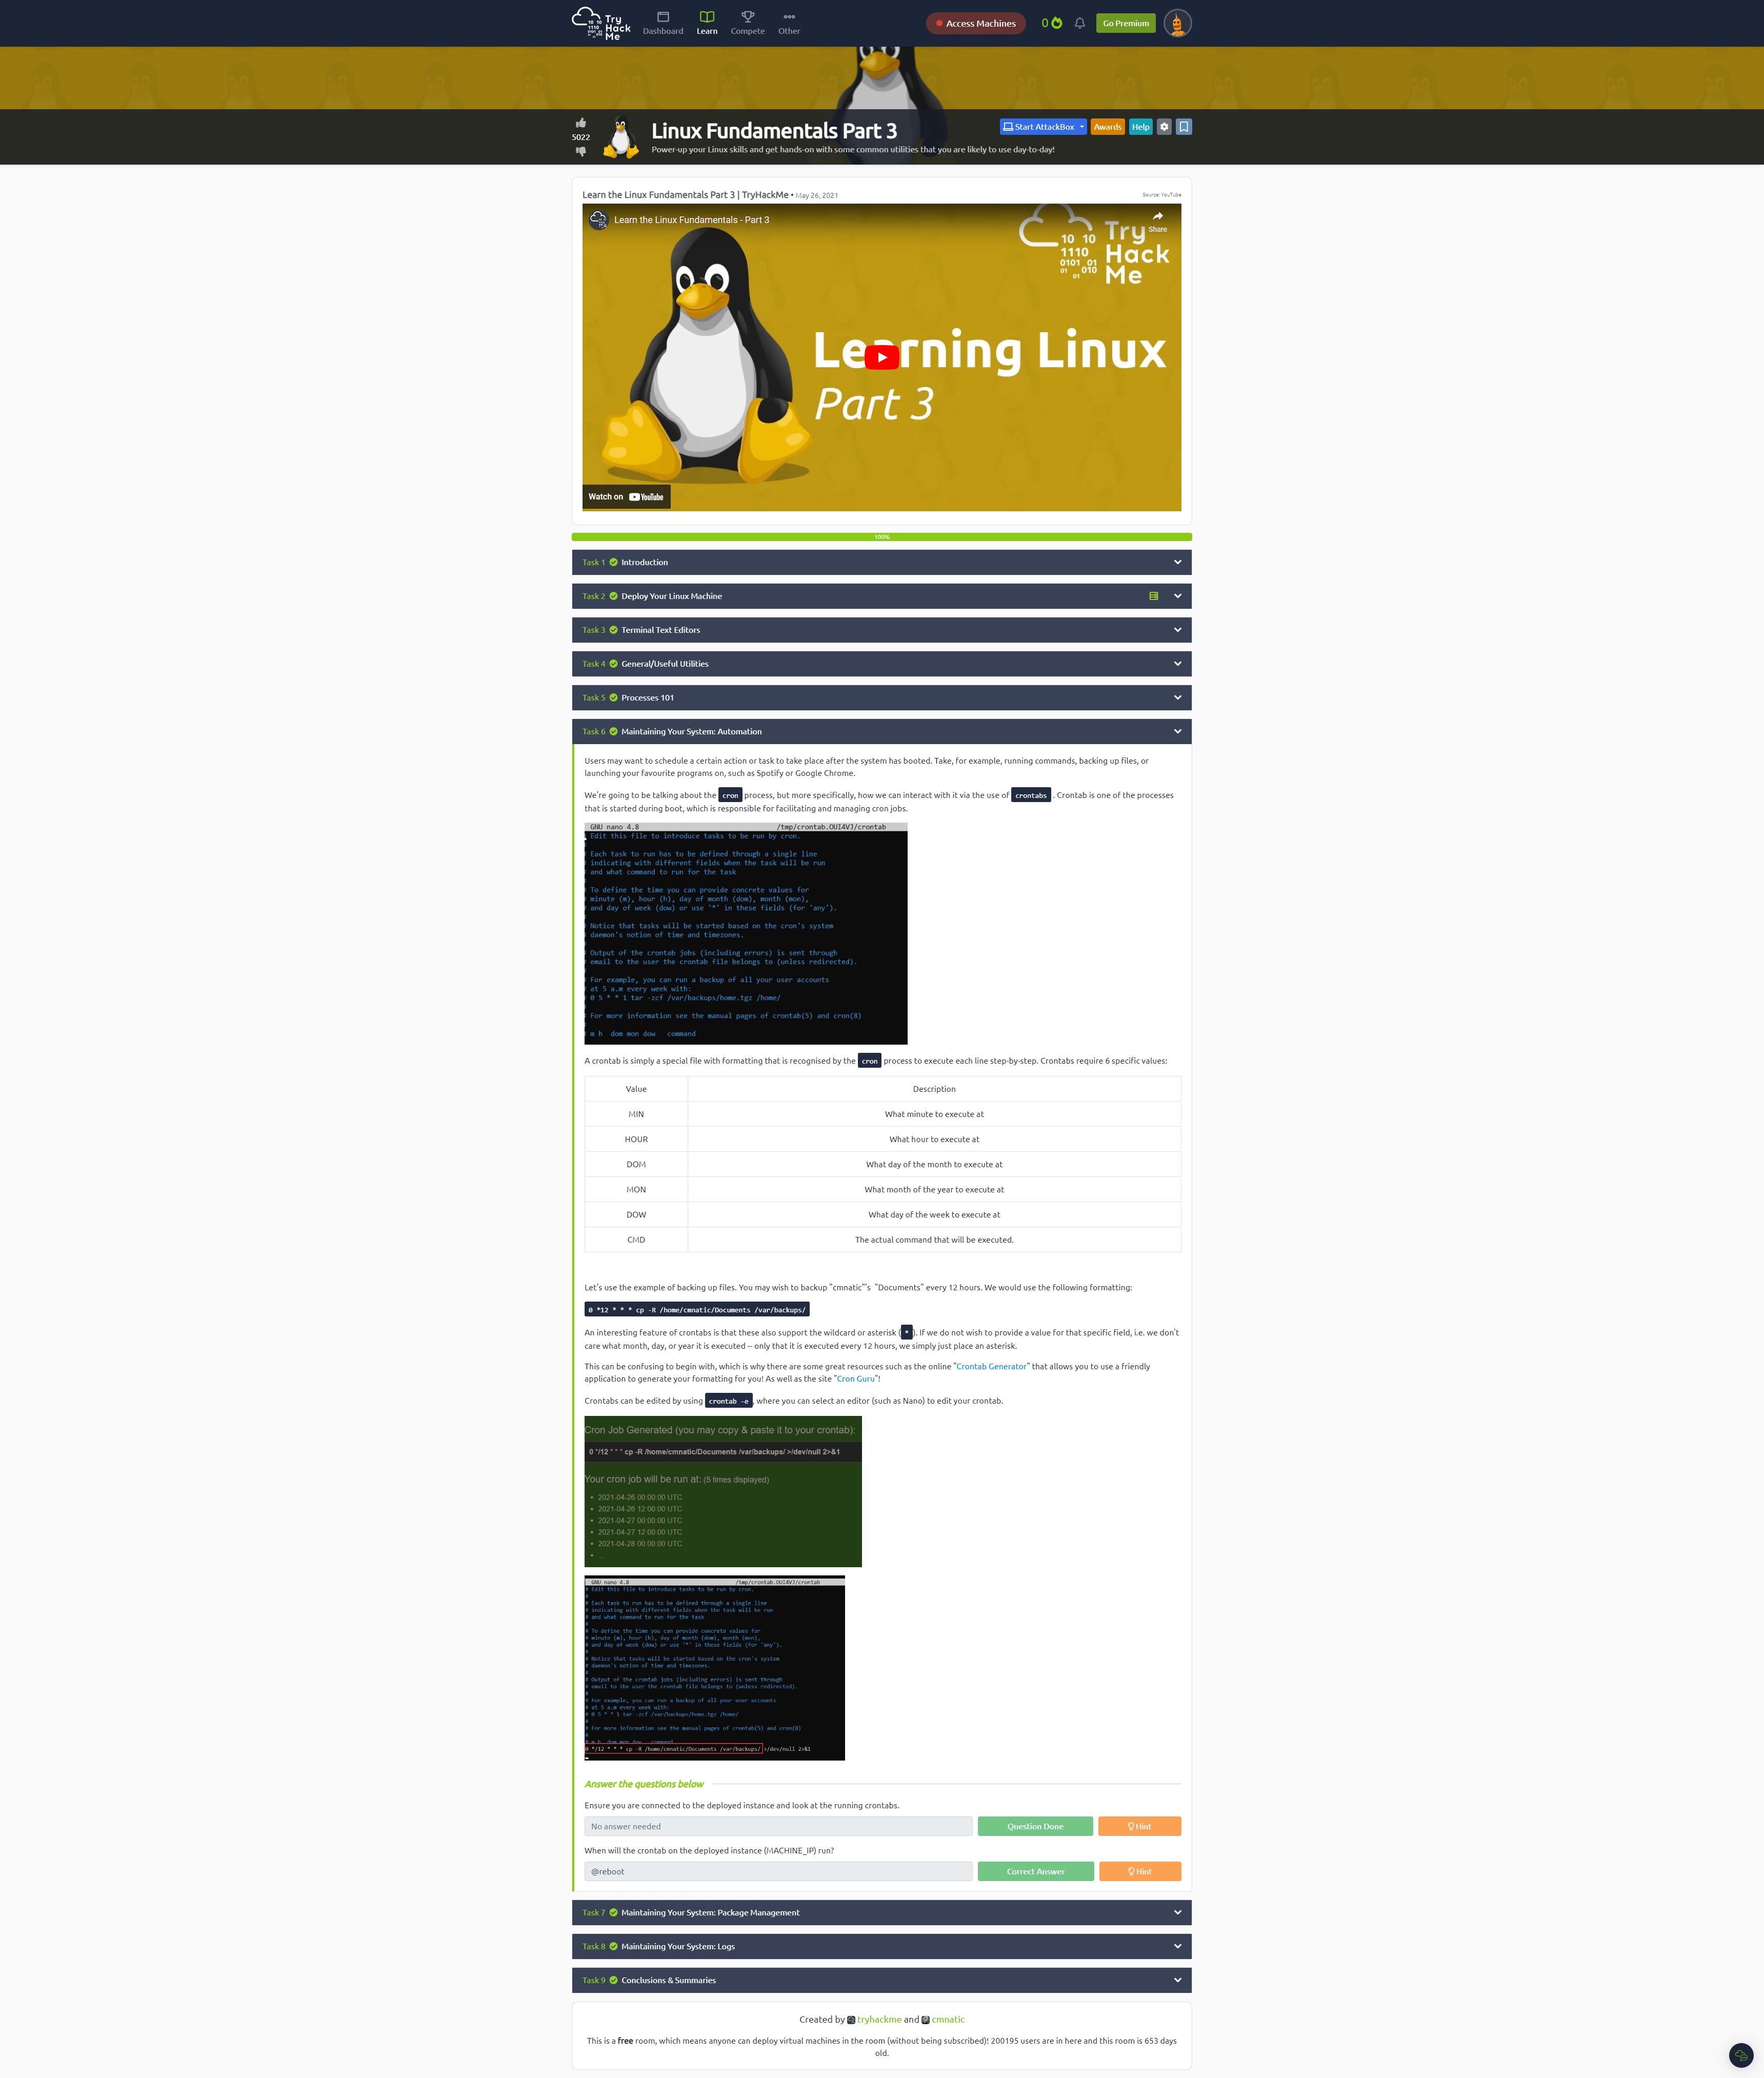 Try Hack Me
10 10
1110
0101 01
01 010
Dashboard
Learn
Compete
Other
Access Machines
0
Go Premium
5022
Linux Fundamentals Part 3
Power-up your Linux skills and get hands-on with some common utilities that you are likely to use day-to-day!
Start AttackBox
Awards
Help
Learn the Linux Fundamentals Part 3 | TryHackMe • May 26, 2021
Source: YouTube
Learn the Linux Fundamentals - Part 3
Share
10 10
1110
0101 01
01 010
Try
Hack
Me
Learning Linux
Part 3
Watch on YouTube
100%
Task 1 Introduction
Task 2 Deploy Your Linux Machine
Task 3 Terminal Text Editors
Task 4 General/Useful Utilities
Task 5 Processes 101
Task 6 Maintaining Your System: Automation
Users may want to schedule a certain action or task to take place after the system has booted. Take, for example, running commands, backing up files, or
launching your favourite programs on, such as Spotify or Google Chrome.
We're going to be talking about the cron process, but more specifically, how we can interact with it via the use of crontabs . Crontab is one of the processes
that is started during boot, which is responsible for facilitating and managing cron jobs.
GNU nano 4.8 /tmp/crontab.OUI4VJ/crontab
Edit this file to introduce tasks to be run by cron.
# Each task to run has to be defined through a single line
# indicating with different fields when the task will be run
# and what command to run for the task
# To define the time you can provide concrete values for
# minute (m), hour (h), day of month (dom), month (mon),
# and day of week (dow) or use '*' in these fields (for 'any').
# Notice that tasks will be started based on the cron's system
# daemon's notion of time and timezones.
# Output of the crontab jobs (including errors) is sent through
# email to the user the crontab file belongs to (unless redirected).
# For example, you can run a backup of all your user accounts
# at 5 a.m every week with:
# 0 5 * * 1 tar -zcf /var/backups/home.tgz /home/
# For more information see the manual pages of crontab(5) and cron(8)
# m h dom mon dow command
A crontab is simply a special file with formatting that is recognised by the cron process to execute each line step-by-step. Crontabs require 6 specific values:
Value Description
MIN What minute to execute at
HOUR What hour to execute at
DOM What day of the month to execute at
MON What month of the year to execute at
DOW What day of the week to execute at
CMD The actual command that will be executed.
Let's use the example of backing up files. You may wish to backup "cmnatic"'s "Documents" every 12 hours. We would use the following formatting:
0 *12 * * * cp -R /home/cmnatic/Documents /var/backups/
An interesting feature of crontabs is that these also support the wildcard or asterisk (*). If we do not wish to provide a value for that specific field, i.e. we don't
care what month, day, or year it is executed -- only that it is executed every 12 hours, we simply just place an asterisk.
This can be confusing to begin with, which is why there are some great resources such as the online "Crontab Generator" that allows you to use a friendly
application to generate your formatting for you! As well as the site "Cron Guru"!
Crontabs can be edited by using crontab -e, where you can select an editor (such as Nano) to edit your crontab.
Cron Job Generated (you may copy & paste it to your crontab):
0 */12 * * * cp -R /home/cmnatic/Documents /var/backups/ >/dev/null 2>&1
Your cron job will be run at: (5 times displayed)
• 2021-04-26 00:00:00 UTC
• 2021-04-26 12:00:00 UTC
• 2021-04-27 00:00:00 UTC
• 2021-04-27 12:00:00 UTC
• 2021-04-28 00:00:00 UTC
• ...
GNU nano 4.8 /tmp/crontab.OUI4VJ/crontab
# Edit this file to introduce tasks to be run by cron.
#
# Each task to run has to be defined through a single line
# indicating with different fields when the task will be run
# and what command to run for the task
#
# To define the time you can provide concrete values for
# minute (m), hour (h), day of month (dom), month (mon),
# and day of week (dow) or use '*' in these fields (for 'any').
#
# Notice that tasks will be started based on the cron's system
# daemon's notion of time and timezones.
#
# Output of the crontab jobs (including errors) is sent through
# email to the user the crontab file belongs to (unless redirected).
#
# For example, you can run a backup of all your user accounts
# at 5 a.m every week with:
# 0 5 * * 1 tar -zcf /var/backups/home.tgz /home/
#
# For more information see the manual pages of crontab(5) and cron(8)
#
# m h dom mon dow command
0 */12 * * * cp -R /home/cmnatic/Documents /var/backups/ >/dev/null 2>&1
Answer the questions below
Ensure you are connected to the deployed instance and look at the running crontabs.
No answer needed
Question Done
Hint
When will the crontab on the deployed instance (MACHINE_IP) run?
@reboot
Correct Answer
Hint
Task 7 Maintaining Your System: Package Management
Task 8 Maintaining Your System: Logs
Task 9 Conclusions & Summaries
Created by tryhackme and cmnatic
This is a free room, which means anyone can deploy virtual machines in the room (without being subscribed)! 200195 users are in here and this room is 653 days
old.